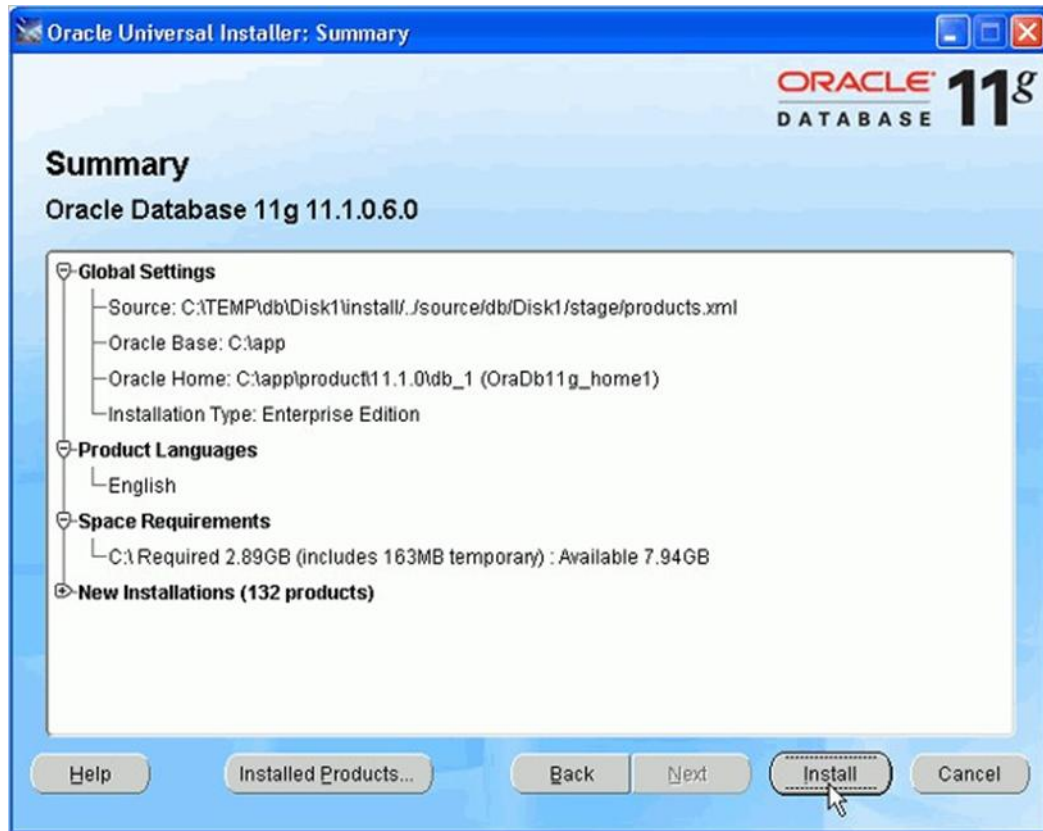 Oracle Universal Installer: Summary
ORACLE 11g
DATABASE
Summary
Oracle Database 11g 11.1.0.6.0
Global Settings
Source: C:\TEMP\db\Disk1\install/../source/db/Disk1/stage/products.xml
Oracle Base: C:\app
Oracle Home: C:\app\product\11.1.0\db_1 (OraDb11g_home1)
Installation Type: Enterprise Edition
Product Languages
English
Space Requirements
C:\ Required 2.89GB (includes 163MB temporary) : Available 7.94GB
New Installations (132 products)
Help Installed Products... Back Next Install Cancel